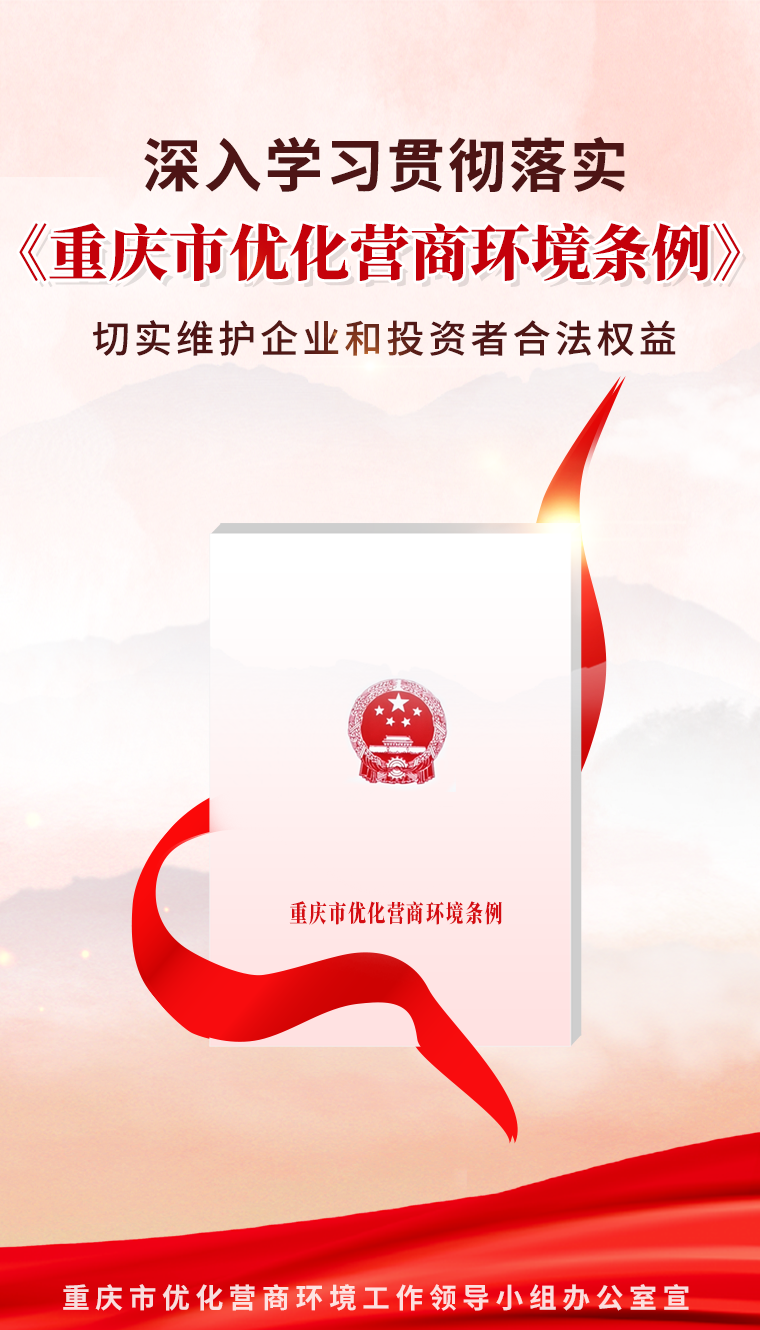 深入学习贯彻落实
《重庆市优化营商环境条例》
切实维护企业和投资者合法权益
重庆市优化营商环境条例
重庆市优化营商环境工作领导小组办公室宣